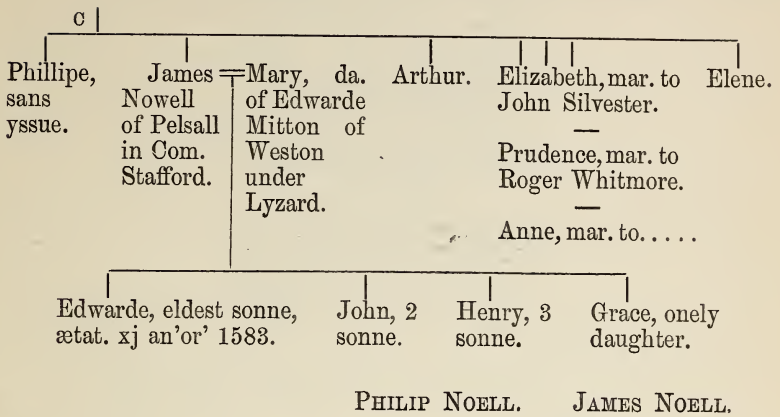 C
Phillipe,
sans
yssue.
James
Nowell
of Pelsall
in Com.
Stafford.
Mary, da.
of Edwarde
Mitton of
Weston
under
Lyzard.
Arthur.
Elizabeth, mar. to
John Silvester.
Prudence, mar. to
Roger Whitmore.
Anne, mar. to.....
Elene.
Edwarde, eldest sonne,
ætat. xj an'or' 1583.
John, 2
sonne.
Henry, 3
sonne.
Grace, onely
daughter.
PHILIP NOELL. JAMES NOELL.